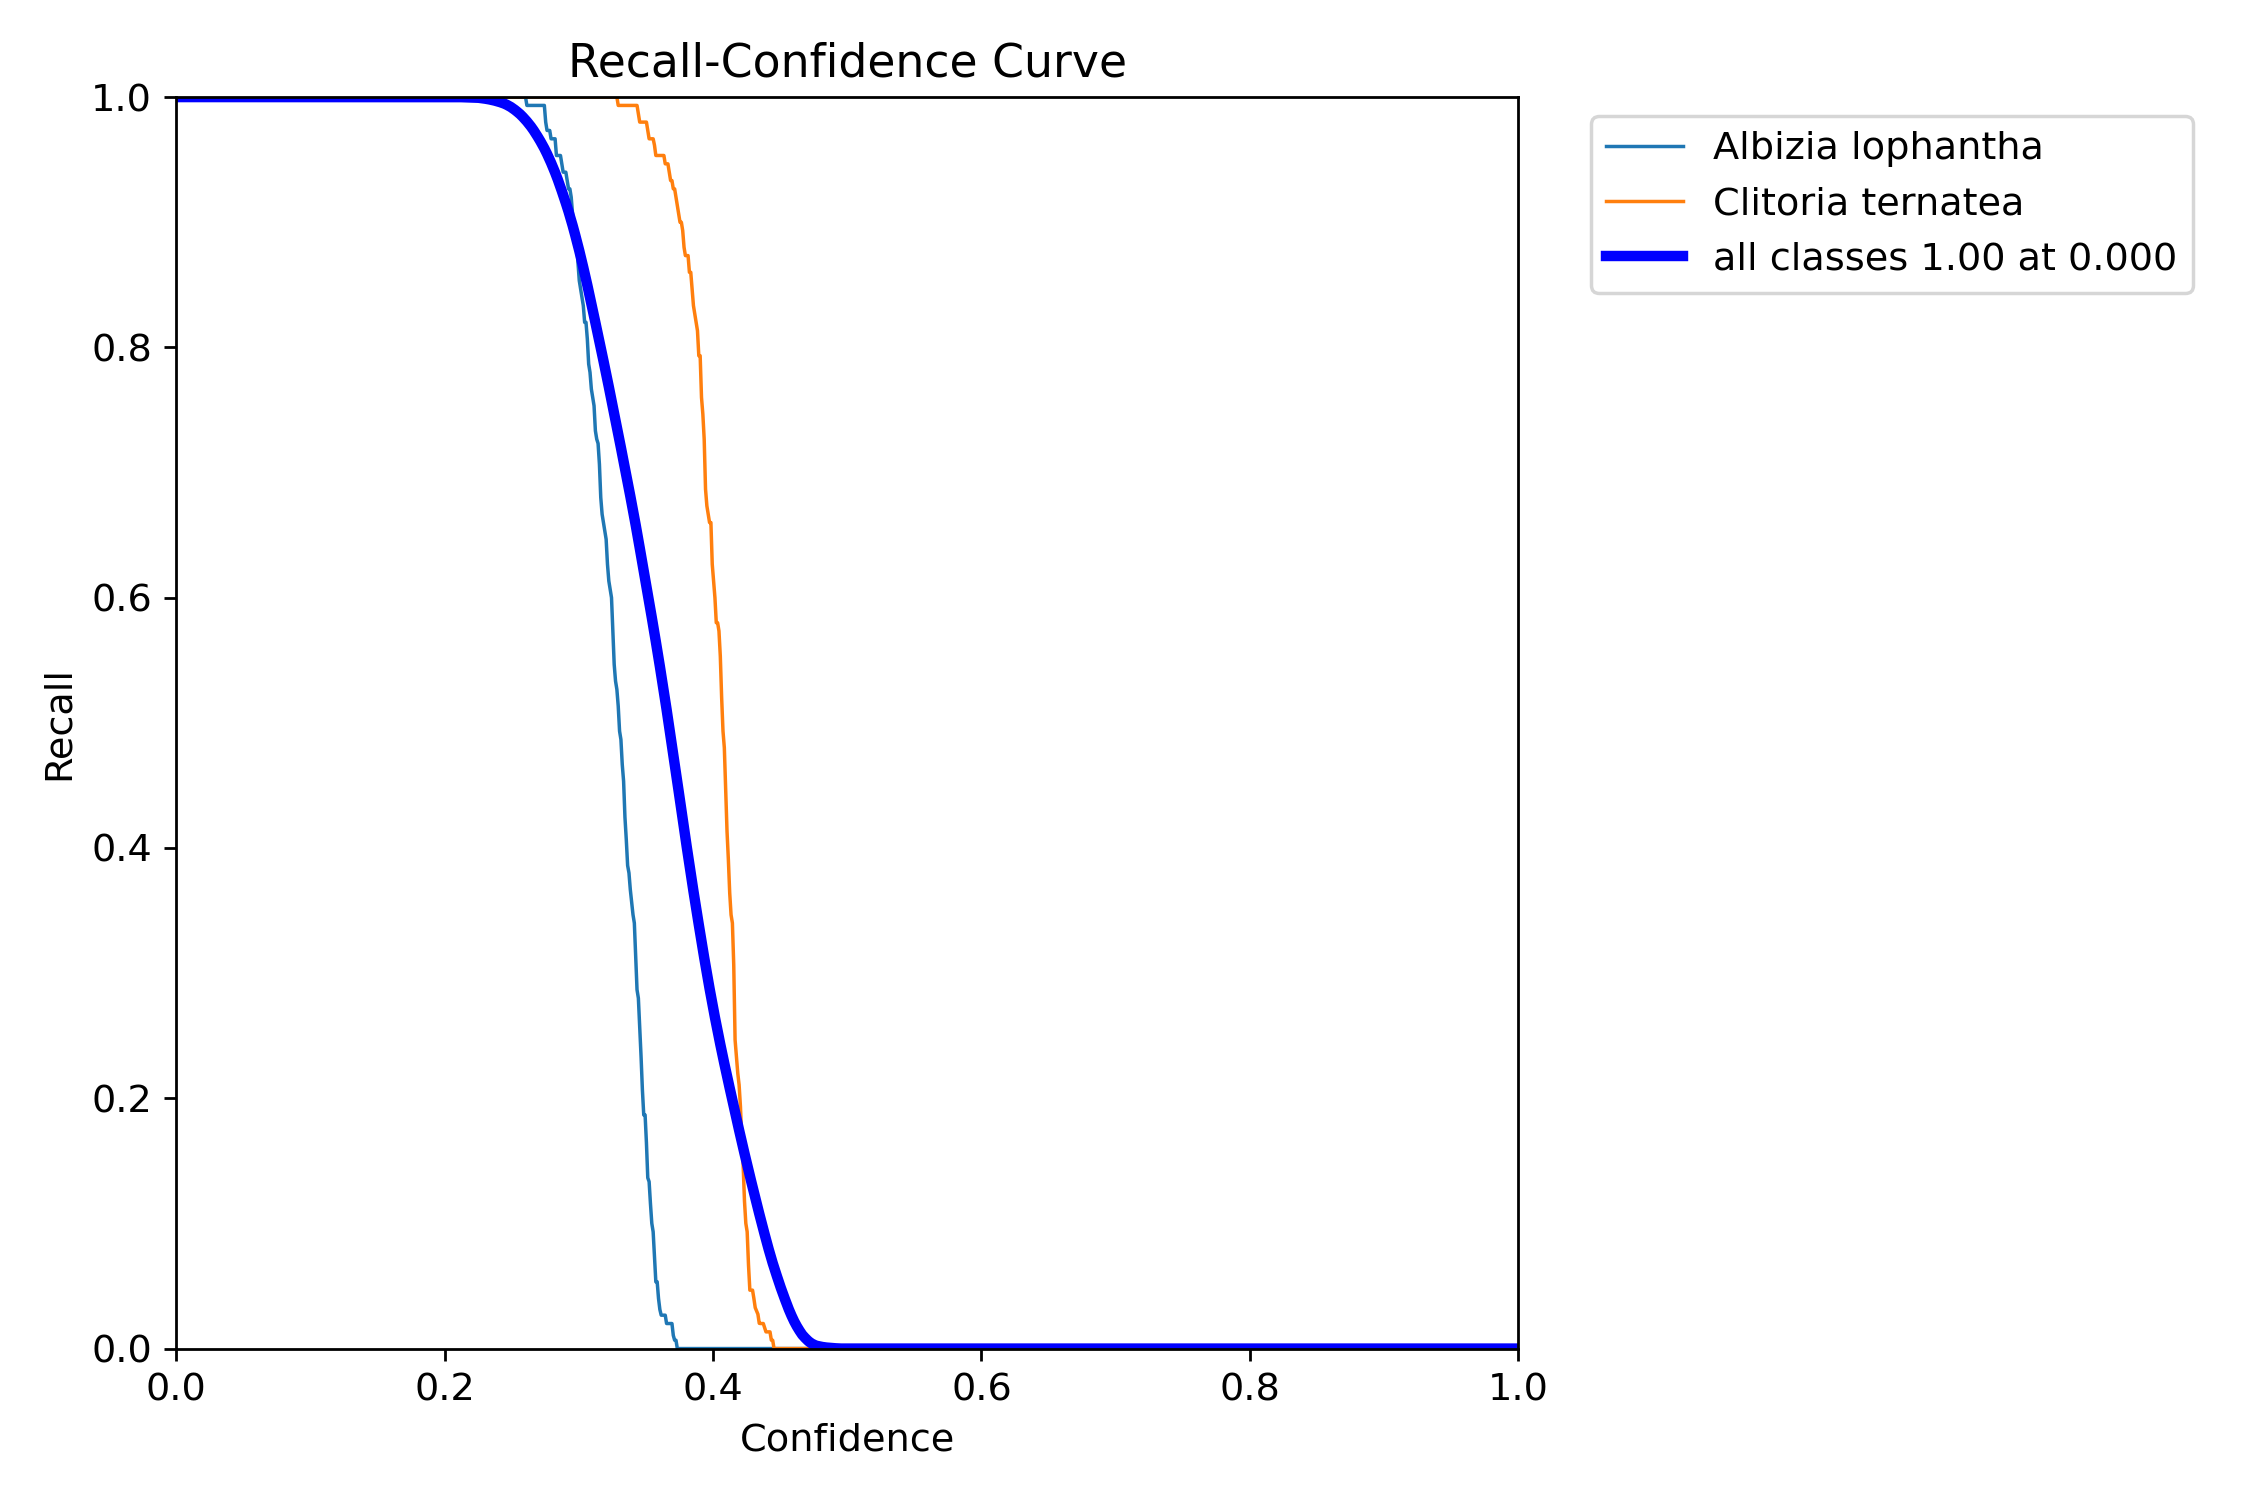 Recall-Confidence Curve
1.0
0.8
0.6
0.4
0.2
0.0
Recall
0.0 0.2 0.4 0.6 0.8 1.0
Confidence
Albizia lophantha
Clitoria ternatea
all classes 1.00 at 0.000